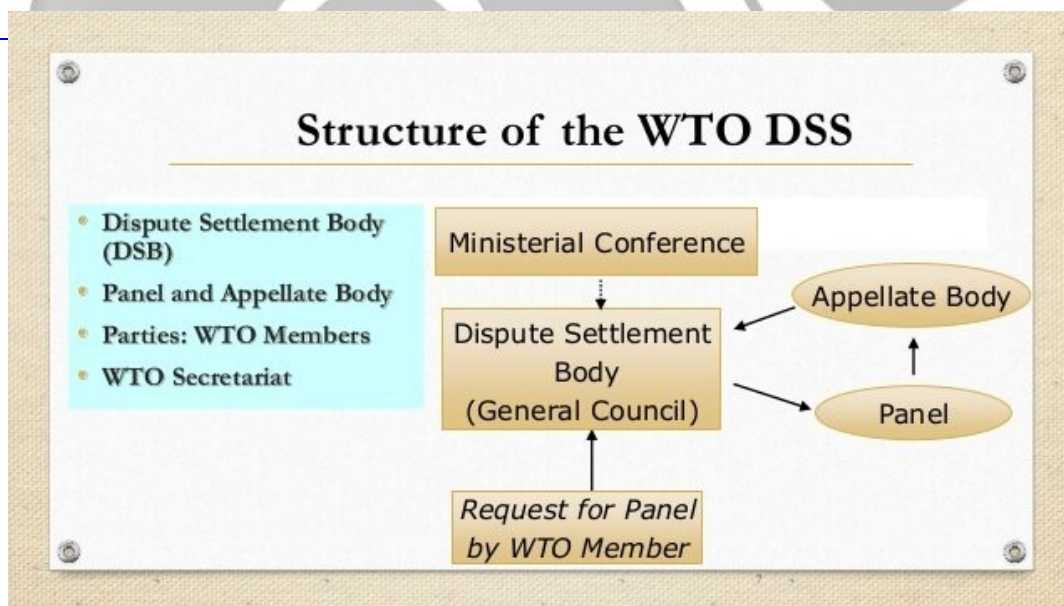 Structure of the WTO DSS
Dispute Settlement Body
(DSB)
Panel and Appellate Body
Parties: WTO Members
WTO Secretariat
Ministerial Conference
Dispute Settlement
Body
(General Council)
Appellate Body
Panel
Request for Panel
by WTO Member